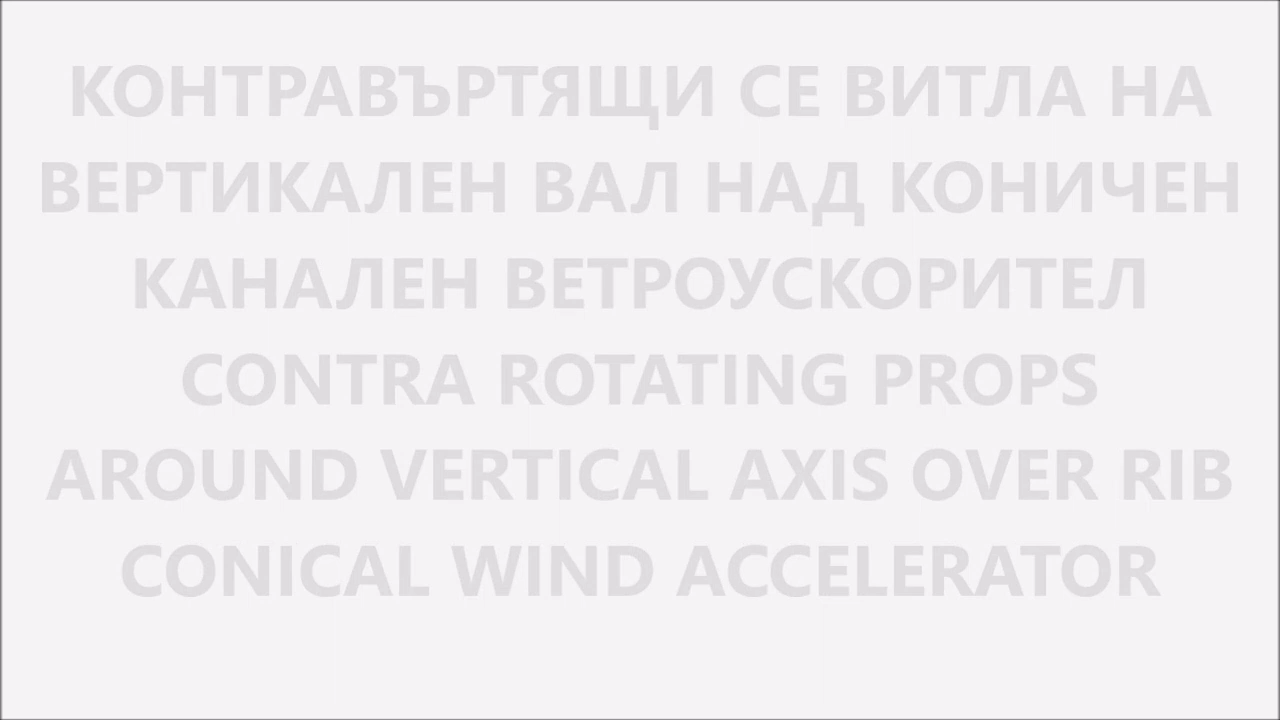 КОНТРАВЪРТЯЩИ СЕ ВИТЛА НА
ВЕРТИКАЛЕН ВАЛ НАД КОНИЧЕН
КАНАЛЕН ВЕТРОУСКОРИТЕЛ
CONTRA ROTATING PROPS
AROUND VERTICAL AXIS OVER RIB
CONICAL WIND ACCELERATOR